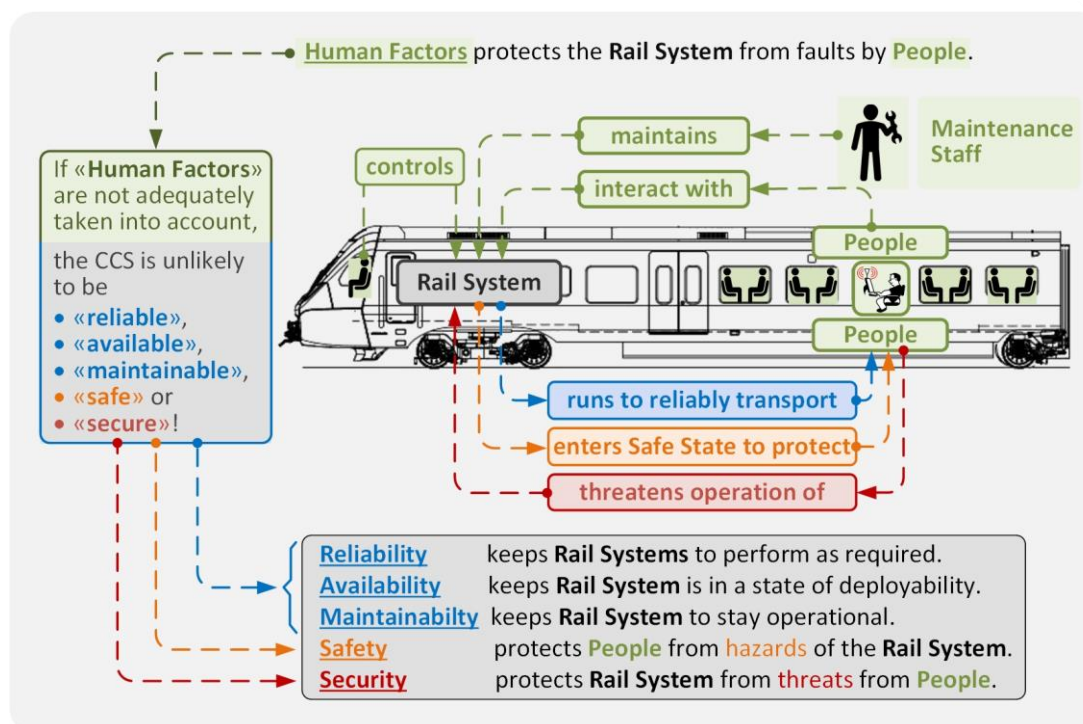 Human Factors protects the Rail System from faults by People.
If «Human Factors»
are not adequately
taken into account,
the CCS is unlikely
to be
• «reliable»,
• «available»,
• «maintainable»,
• «safe» or
• «secure»!
controls
maintains
interact with
Maintenance
Staff
People
Rail System
People
runs to reliably transport
enters Safe State to protect
threatens operation of
Reliability keeps Rail Systems to perform as required.
Availability keeps Rail System is in a state of deployability.
Maintainabilty keeps Rail System to stay operational.
Safety protects People from hazards of the Rail System.
Security protects Rail System from threats from People.